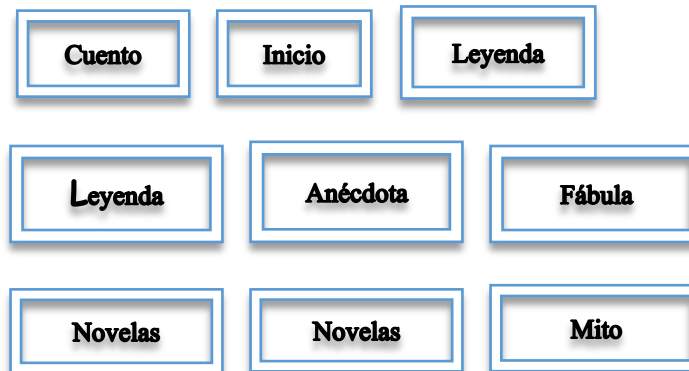 Cuento Inicio Leyenda
Leyenda Anécdota Fábula
Novelas Novelas Mito